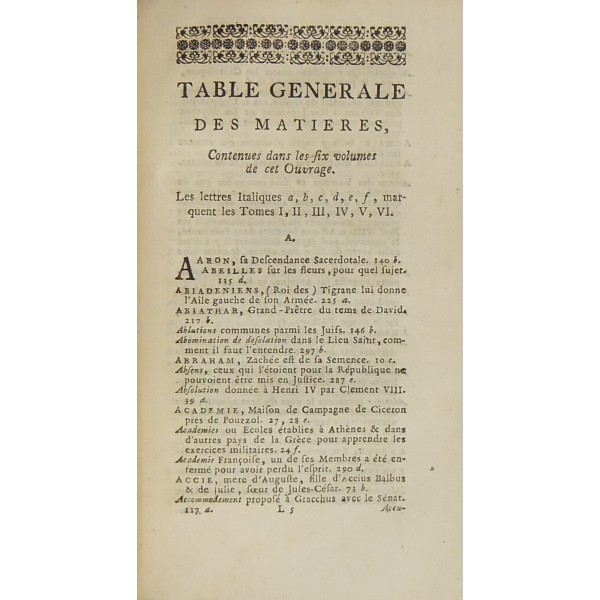 TABLE GENERALE
DES MATIERES,
Contenues dans les six volumes
de cet Ouvrage.
Les lettres Italiques a, b, c, d, e, f, mar-
quent les Tomes I, II, III, IV, V, VI.
A.
AARON, sa Descendance Sacerdotale. 140 b.
ABEILLES sur les fleurs, pour quel sujet.
135 d.
ABIADENIENS, (Roi des) Tigrane lui donne
l'Aile gauche de son Armée. 225 a.
ABIATHAR, Grand-Prêtre du tems de David.
217 b.
Ablutions communes parmi les Juifs. 146 b.
Abomination de desolation dans le Lieu Saint, com-
ment il faut l'entendre. 297 b.
ABRAHAM, Zachée est de sa Semence. 10 c.
Absens, ceux qui l'étoient pour la République ne
pouvoient être mis en Justice. 287 e.
Absolution donnée à Henri IV par Clement VIII.
39 d.
ACADEMIE, Maison de Campagne de Ciceron
près de Pouzzol. 27, 28 e.
Academies ou Ecoles établies à Athènes & dans
d'autres pays de la Grèce pour apprendre les
exercices militaires. 24 f.
Academie Françoise, un de ses Membres a été en-
fermé pour avoir perdu l'esprit. 290 d.
ACCIE, mere d'Auguste, fille d'Accius Balbus
& de Julie, sœur de Jules-César. 73 b.
Accommodement proposé à Gracchus avec le Sénat.
117 a. L 5 Accu-